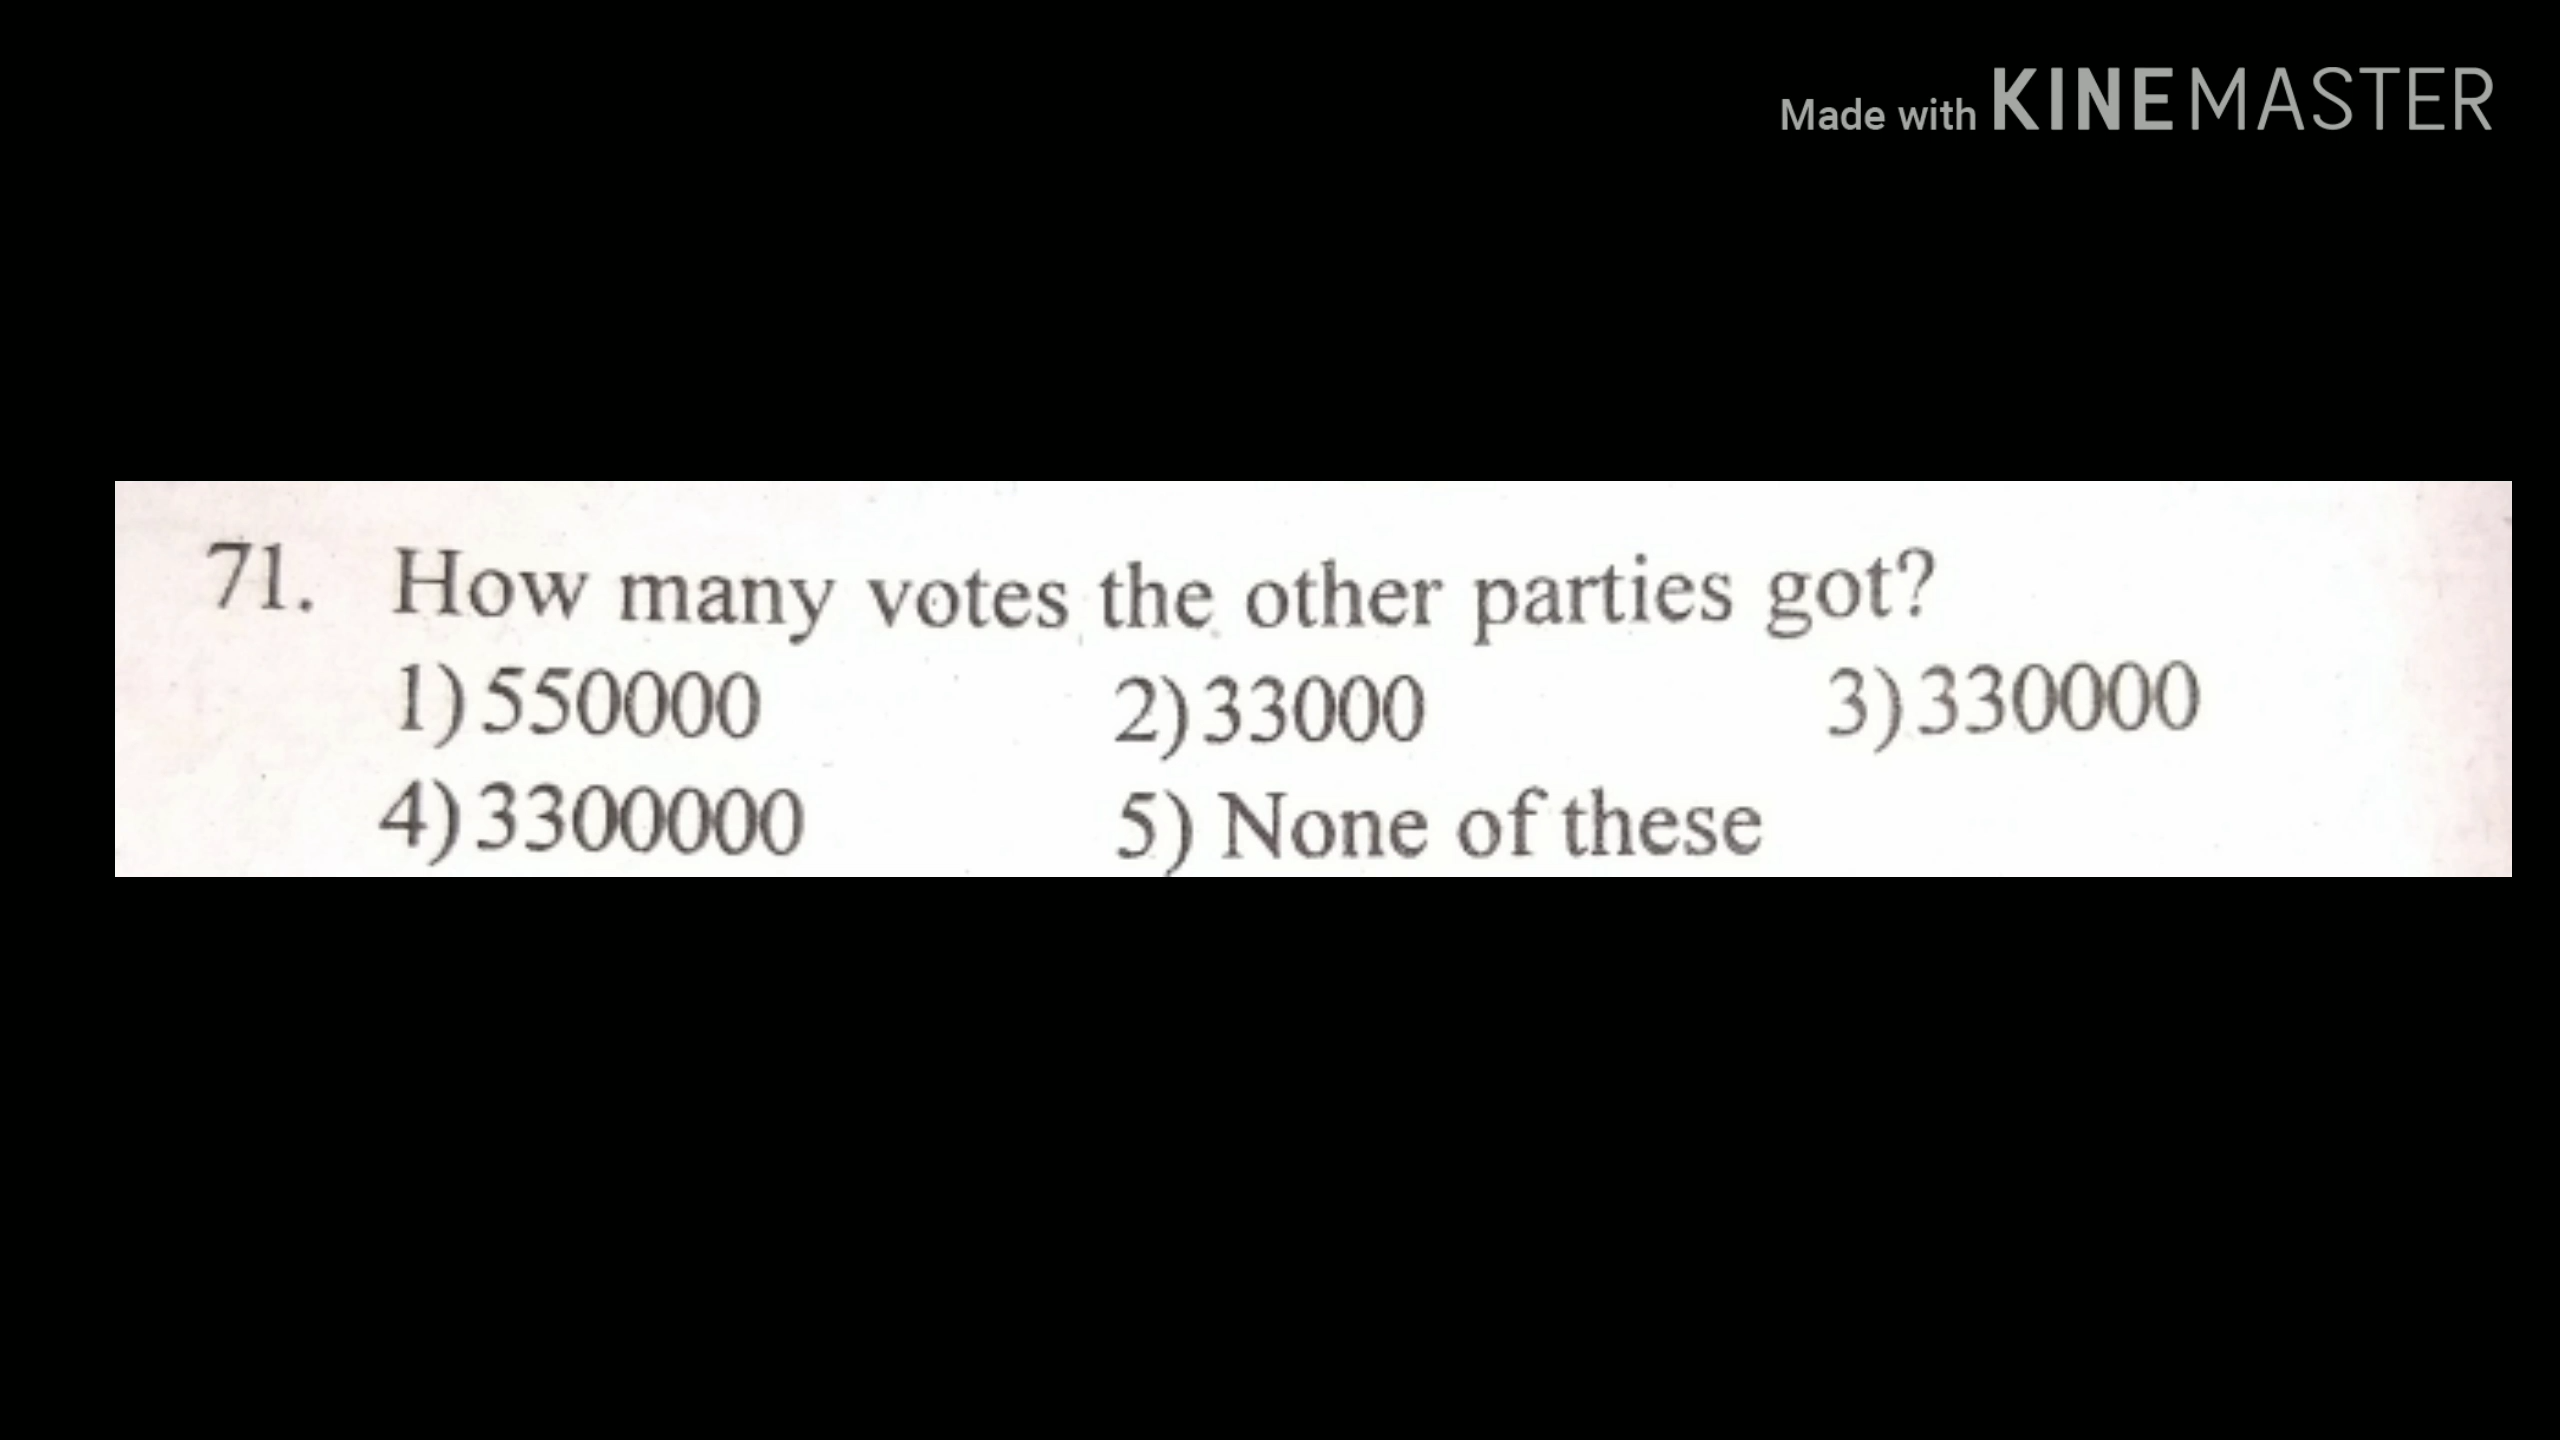 Made with KINEMASTER
71. How many votes the other parties got?
1) 550000 2) 33000 3) 330000
4) 3300000 5) None of these